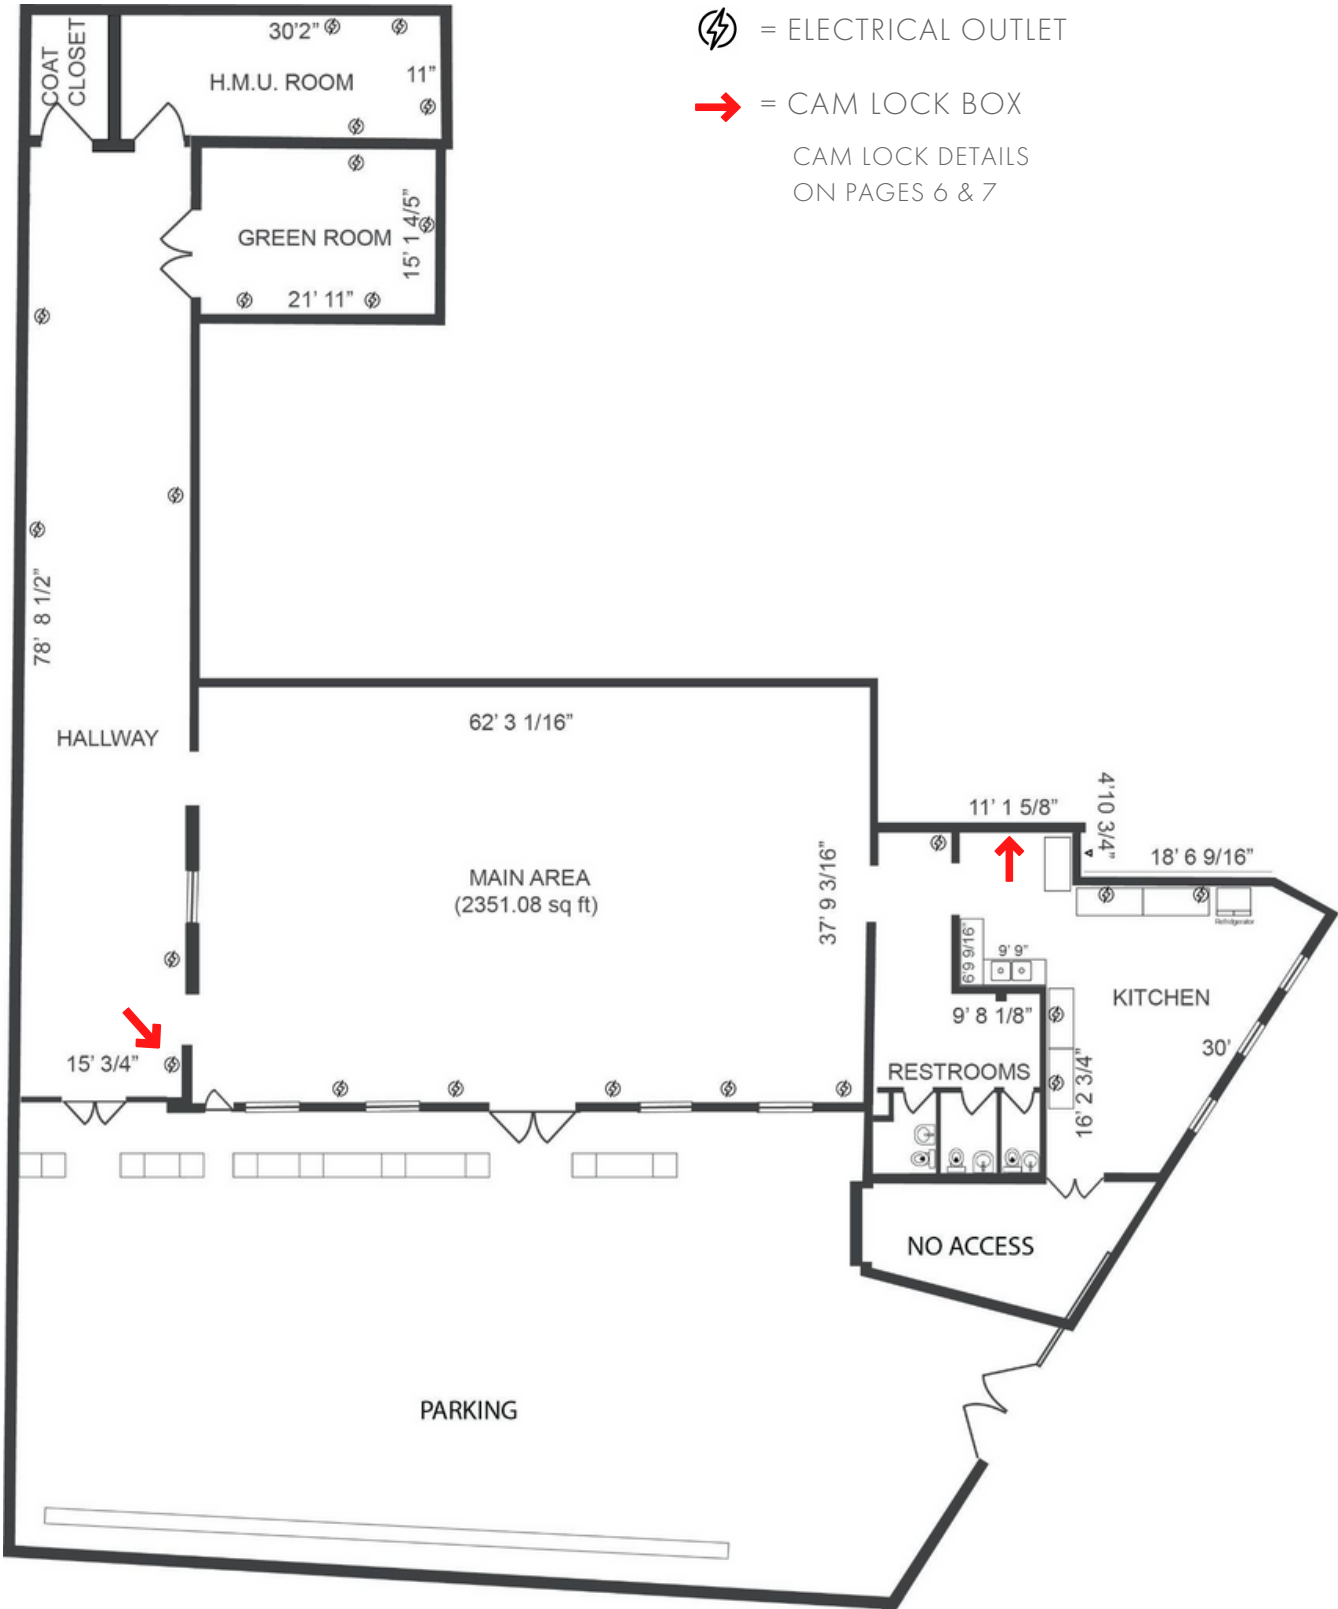 = ELECTRICAL OUTLET
= CAM LOCK BOX
CAM LOCK DETAILS
ON PAGES 6 & 7
COAT
CLOSET
30'2”
H.M.U. ROOM
11”
GREEN ROOM
15' 1 4/5”
21' 11”
78' 8 1/2”
HALLWAY
62' 3 1/16”
MAIN AREA
(2351.08 sq ft)
37' 9 3/16”
11' 1 5/8”
4'10 3/4”
18' 6 9/16”
Refridgerator
6'9 9/16”
9' 9”
KITCHEN
9' 8 1/8”
30'
RESTROOMS
16' 2 3/4”
15' 3/4”
NO ACCESS
PARKING